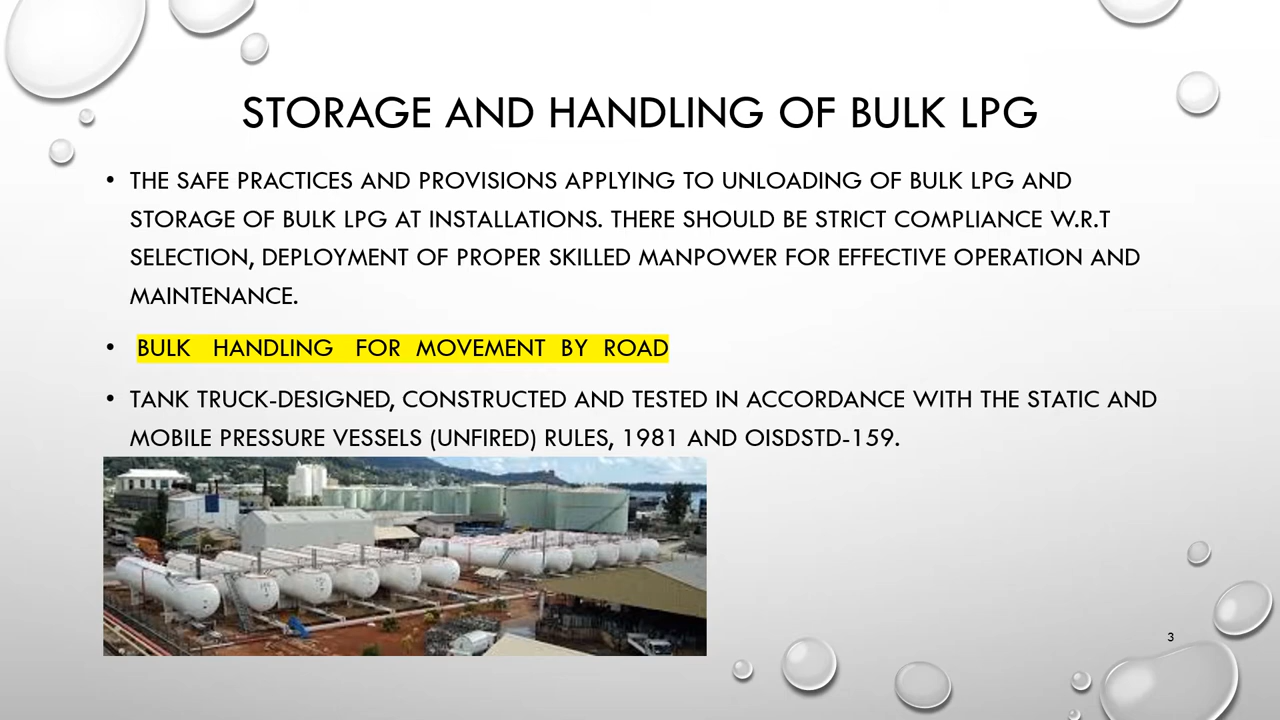 STORAGE AND HANDLING OF BULK LPG
• THE SAFE PRACTICES AND PROVISIONS APPLYING TO UNLOADING OF BULK LPG AND
STORAGE OF BULK LPG AT INSTALLATIONS. THERE SHOULD BE STRICT COMPLIANCE W.R.T
SELECTION, DEPLOYMENT OF PROPER SKILLED MANPOWER FOR EFFECTIVE OPERATION AND
MAINTENANCE.
• BULK HANDLING FOR MOVEMENT BY ROAD
• TANK TRUCK-DESIGNED, CONSTRUCTED AND TESTED IN ACCORDANCE WITH THE STATIC AND
MOBILE PRESSURE VESSELS (UNFIRED) RULES, 1981 AND OISDSTD-159.
3